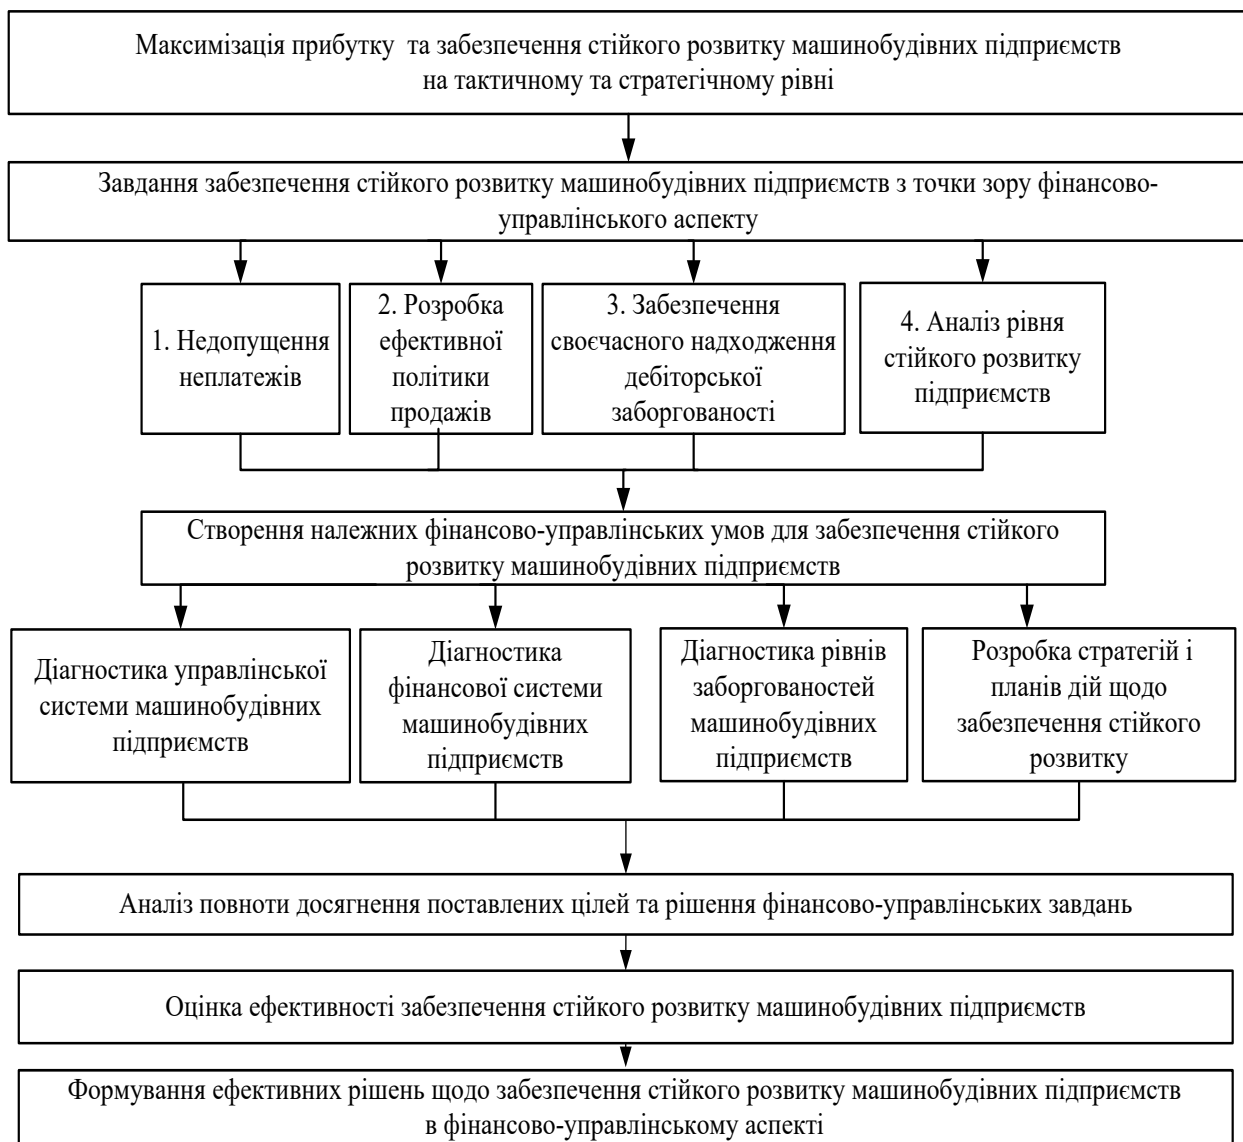 Максимізація прибутку та забезпечення стійкого розвитку машинобудівних підприємств
на тактичному та стратегічному рівні
Завдання забезпечення стійкого розвитку машинобудівних підприємств з точки зору фінансово-
управлінського аспекту
1. Недопущення
неплатежів
2. Розробка
ефективної
політики
продажів
3. Забезпечення
своєчасного надходження
дебіторської
заборгованості
4. Аналіз рівня
стійкого розвитку
підприємств
Створення належних фінансово-управлінських умов для забезпечення стійкого
розвитку машинобудівних підприємств
Діагностика управлінської
системи машинобудівних
підприємств
Діагностика
фінансової системи
машинобудівних
підприємств
Діагностика рівнів
заборгованостей
машинобудівних
підприємств
Розробка стратегій і
планів дій щодо
забезпечення стійкого
розвитку
Аналіз повноти досягнення поставлених цілей та рішення фінансово-управлінських завдань
Оцінка ефективності забезпечення стійкого розвитку машинобудівних підприємств
Формування ефективних рішень щодо забезпечення стійкого розвитку машинобудівних підприємств
в фінансово-управлінському аспекті